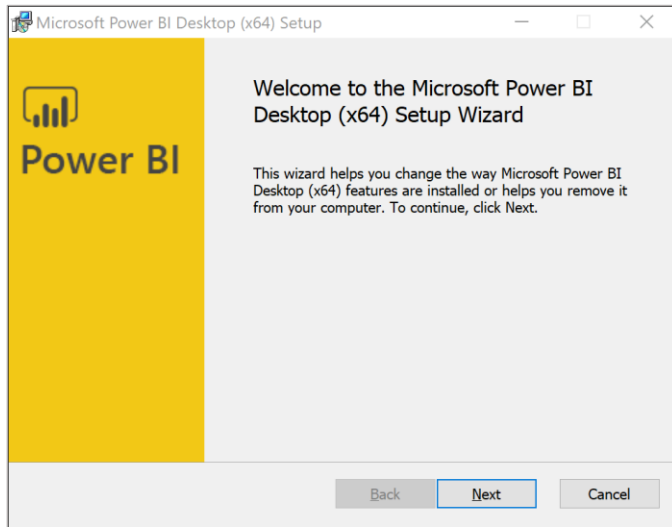 Microsoft Power BI Desktop (x64) Setup
Power BI
Welcome to the Microsoft Power BI
Desktop (x64) Setup Wizard
This wizard helps you change the way Microsoft Power BI
Desktop (x64) features are installed or helps you remove it
from your computer. To continue, click Next.
Back Next Cancel